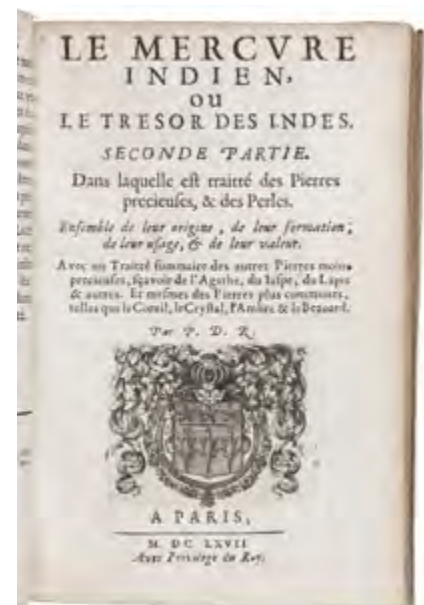 LE MERCVRE
INDIEN,
OU
LE TRESOR DES INDES.
SECONDE PARTIE.
Dans laquelle est traitté des Pierres
precieuses, & des Perles.
Ensemble de leur origine, de leur formation;
de leur usage, & de leur valeur.
Avec un Traité sommaire des autres Pierres moins
precieuses, sçavoir de l'Agathe, du Iaspe, du Lapis
& autres. Et mesmes des Pierres plus communes,
telles que le Corail, le Crystal, l'Ambre & le Bezoard.
Par P. D. R.
A PARIS,
M. DC LXVII
Avec Privilege du Roy.